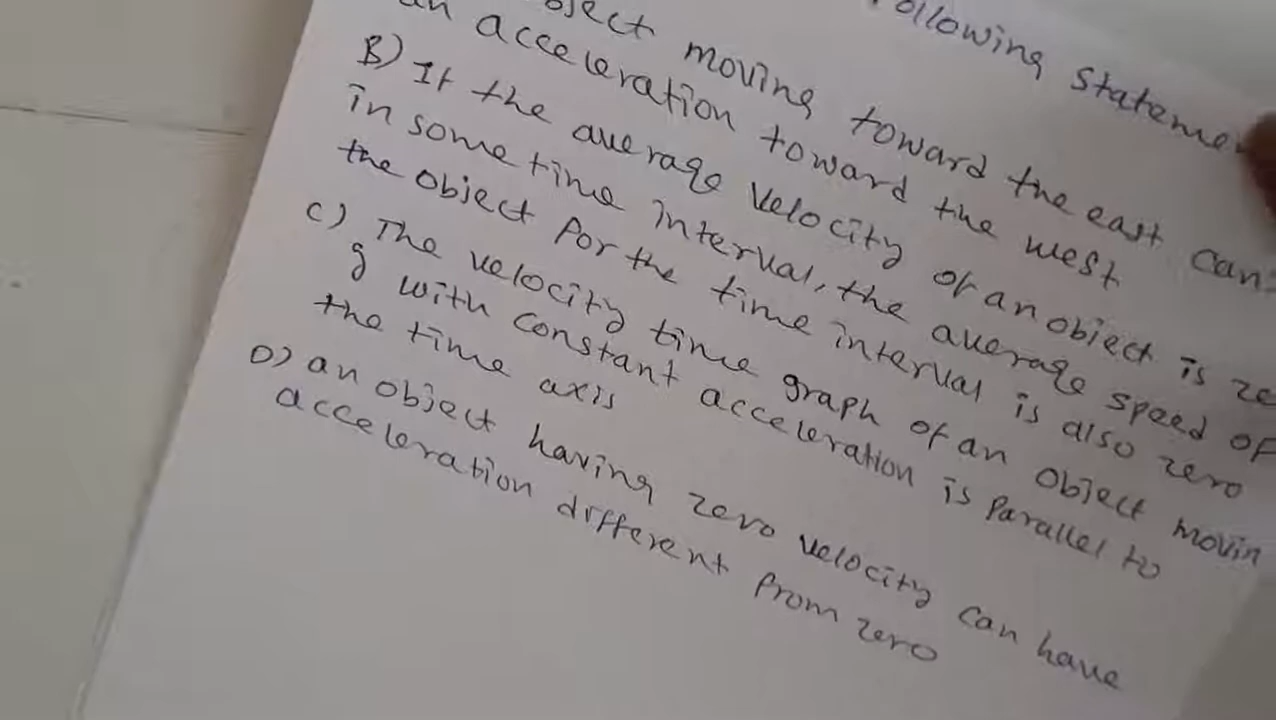 Following Stateme
ject moving toward the east can
an acceleration toward the west
B) If the average velocity of an object is ze
in some time interval, the average speed of
the object for the time interval is also zero
C) The velocity time graph of an object movin
g with constant acceleration is parallel to
the time axis
D) an object having zero velocity can have
acceleration different from zero